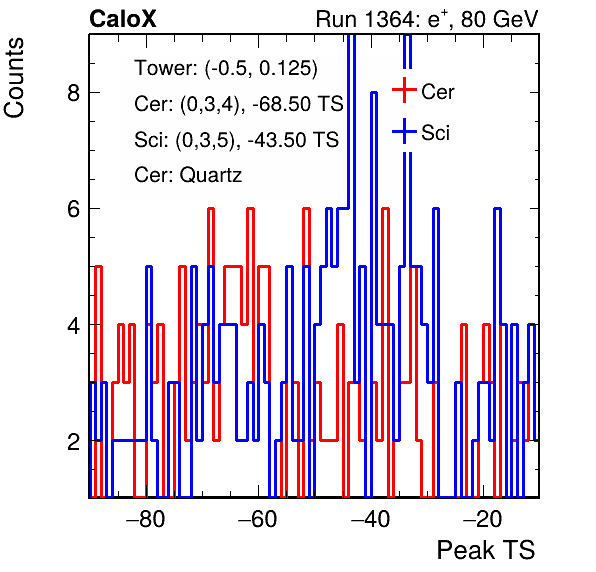 CaloX
Run 1364: e+, 80 GeV
Counts
Tower: (-0.5, 0.125)
Cer: (0,3,4), -68.50 TS
Sci: (0,3,5), -43.50 TS
Cer: Quartz
Cer
Sci
8
6
4
2
−80
−60
−40
−20
Peak TS